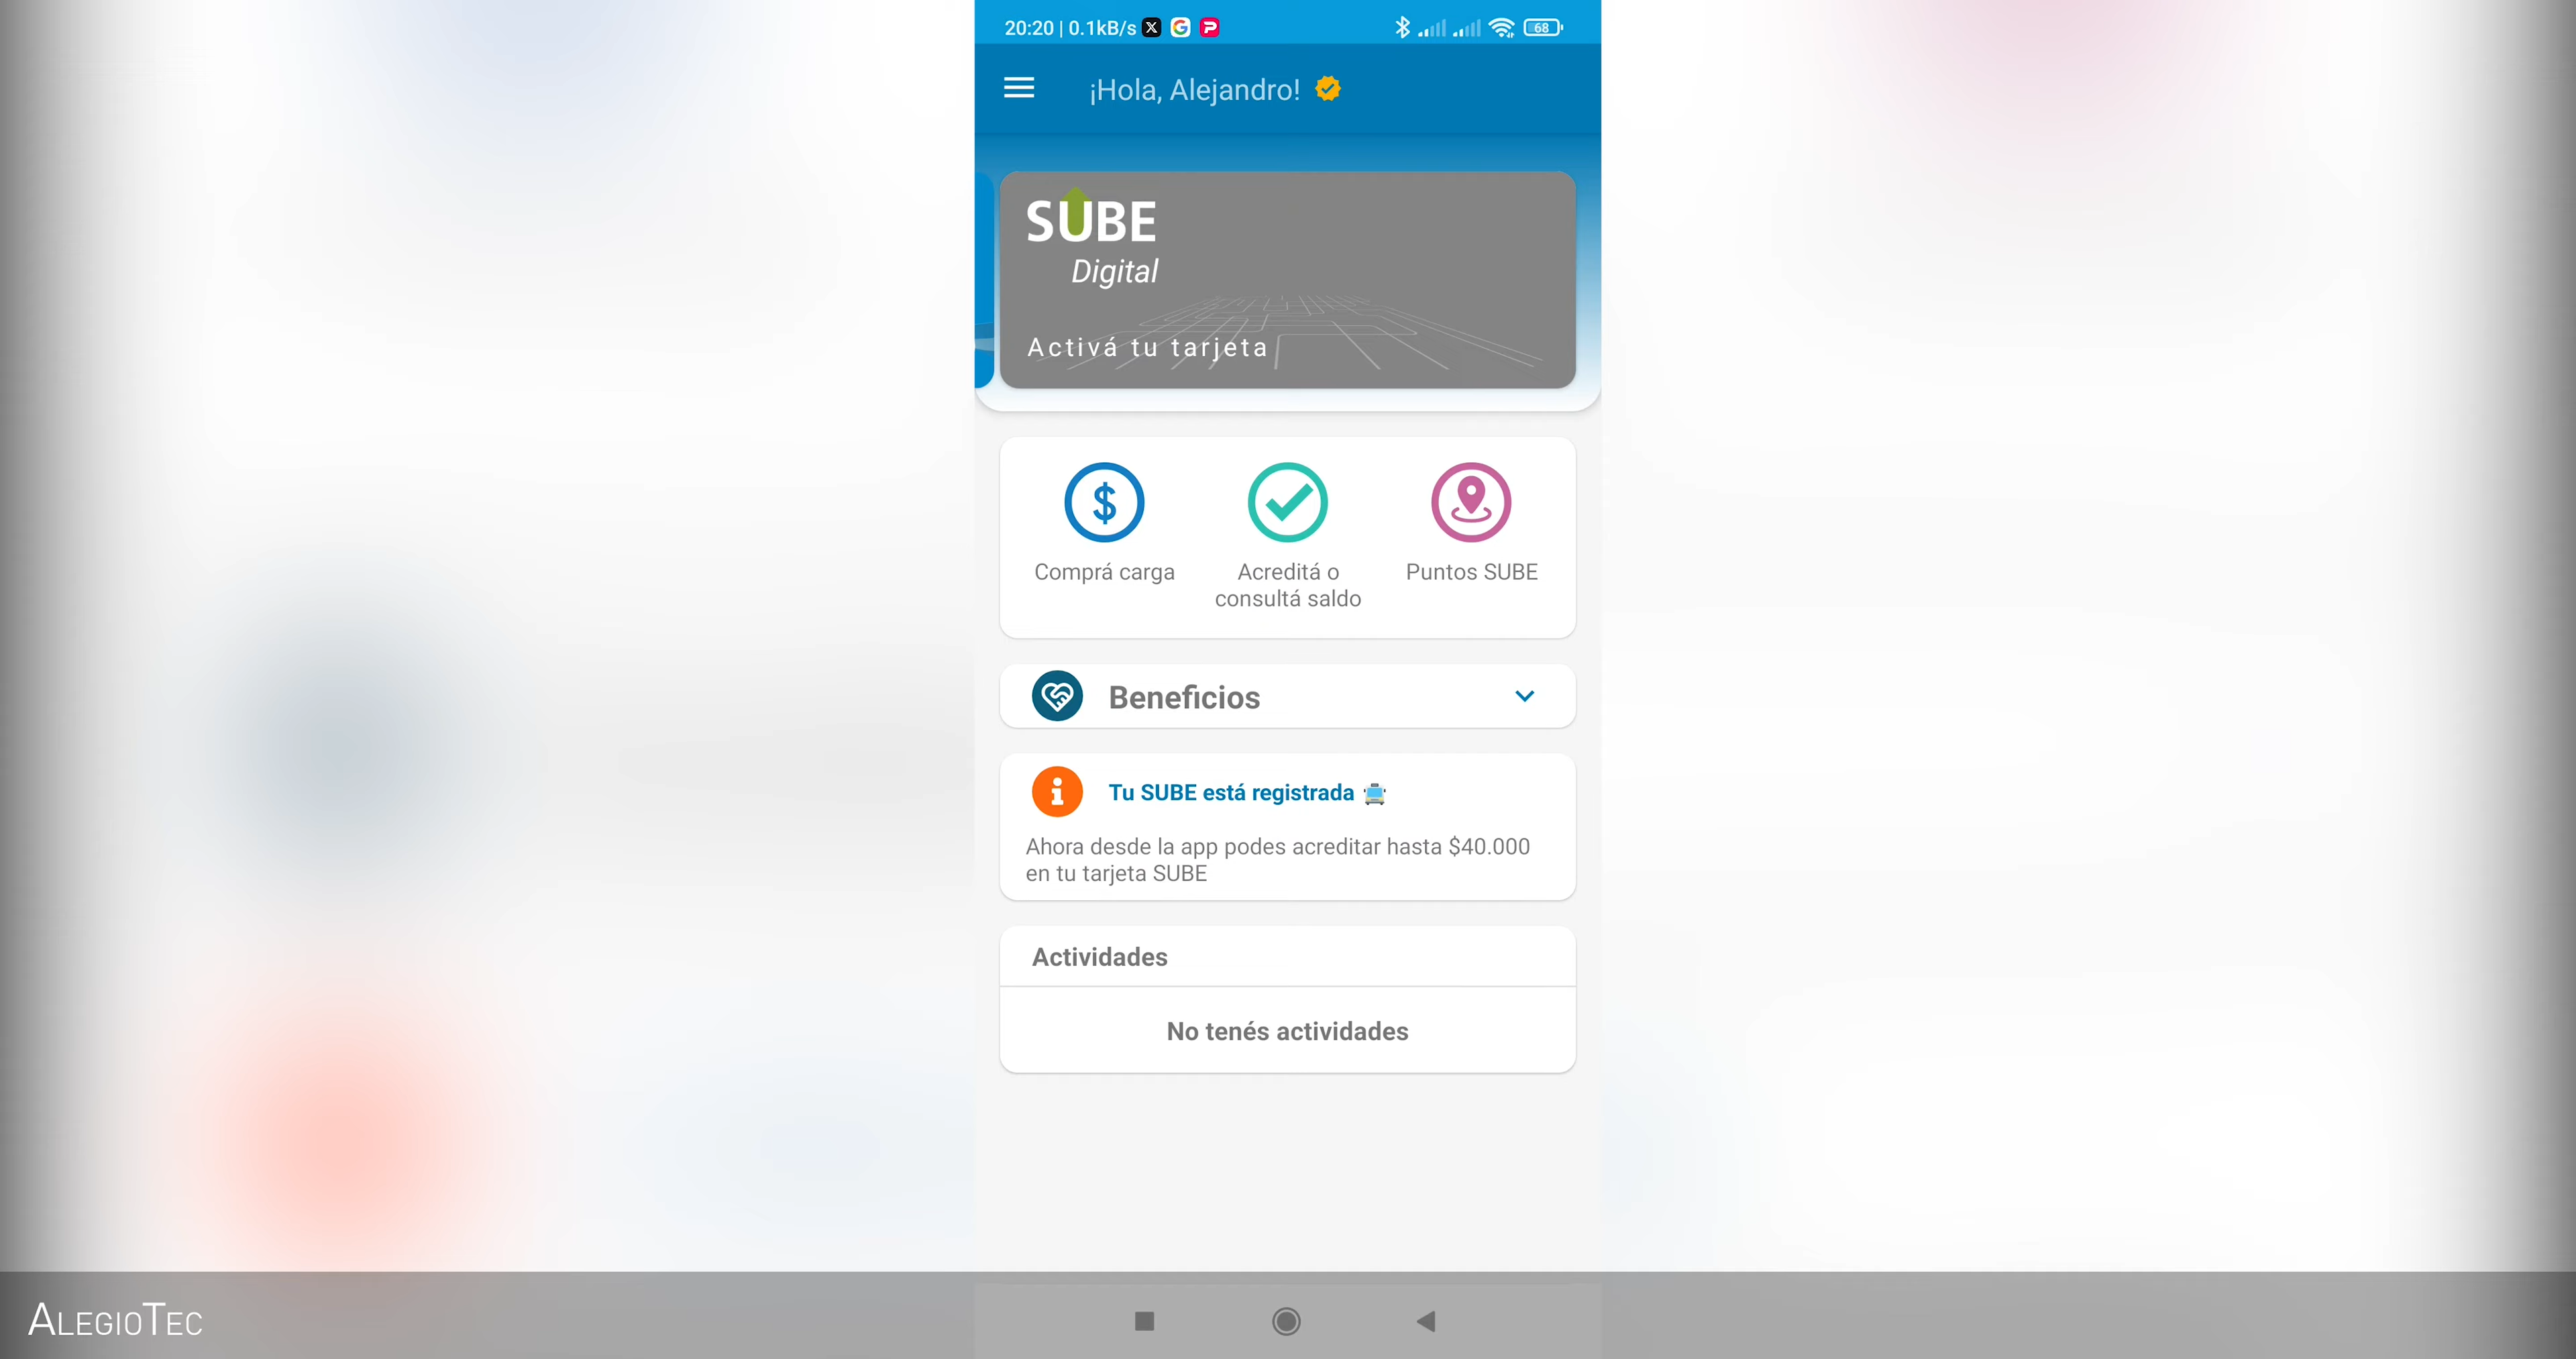 20:20 | 0.1kB/s
68
¡Hola, Alejandro!
SUBE
Digital
Activá tu tarjeta
$
Comprá carga
Acreditá o
consultá saldo
Puntos SUBE
Beneficios
Tu SUBE está registrada
Ahora desde la app podes acreditar hasta $40.000
en tu tarjeta SUBE
Actividades
No tenés actividades
ALEGIOTEC